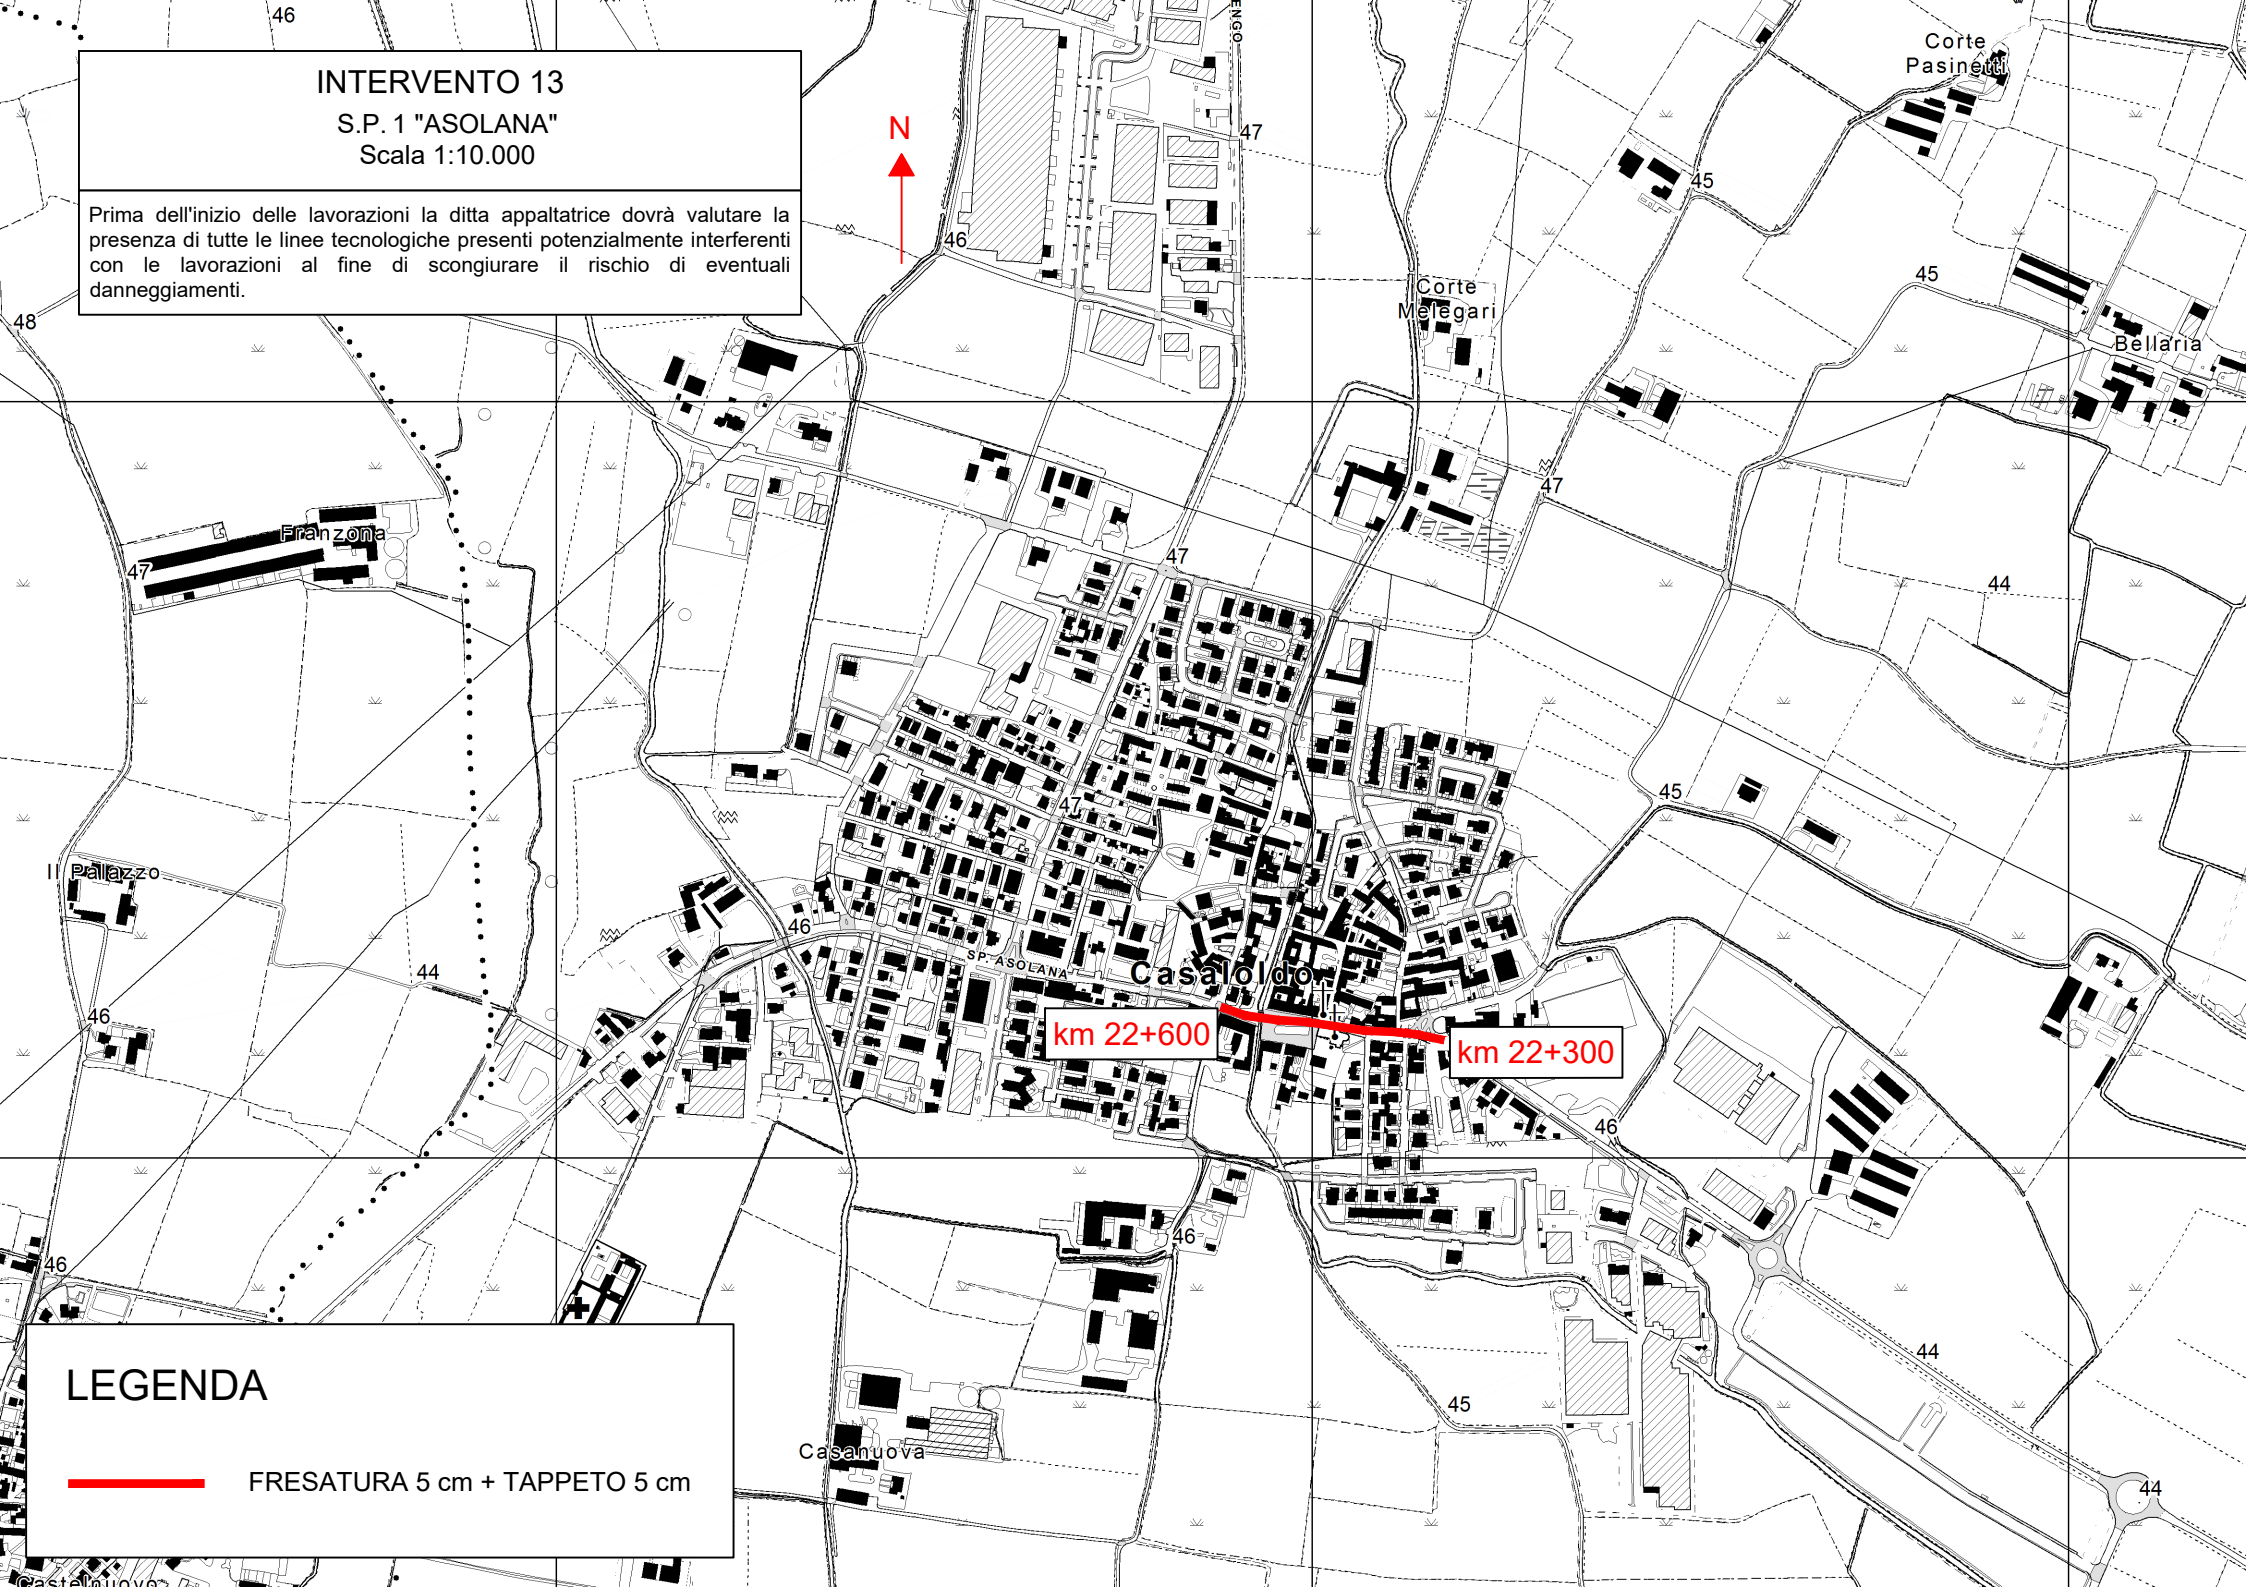 46
ENGO
Corte
Pasinetti
INTERVENTO 13
S.P. 1 "ASOLANA"
Scala 1:10.000
N
47
45
Prima dell'inizio delle lavorazioni la ditta appaltatrice dovrà valutare la
presenza di tutte le linee tecnologiche presenti potenzialmente interferenti
con le lavorazioni al fine di scongiurare il rischio di eventuali
danneggiamenti.
46
45
Corte
Melegari
48
Bellaria
47
Franzona
47
47
44
45
47
Il Palazzo
46
SP. ASOLANA
Casaloldo
44
46
km 22+600
km 22+300
46
46
46
44
LEGENDA
45
Casanuova
FRESATURA 5 cm + TAPPETO 5 cm
44
Castelnuovo